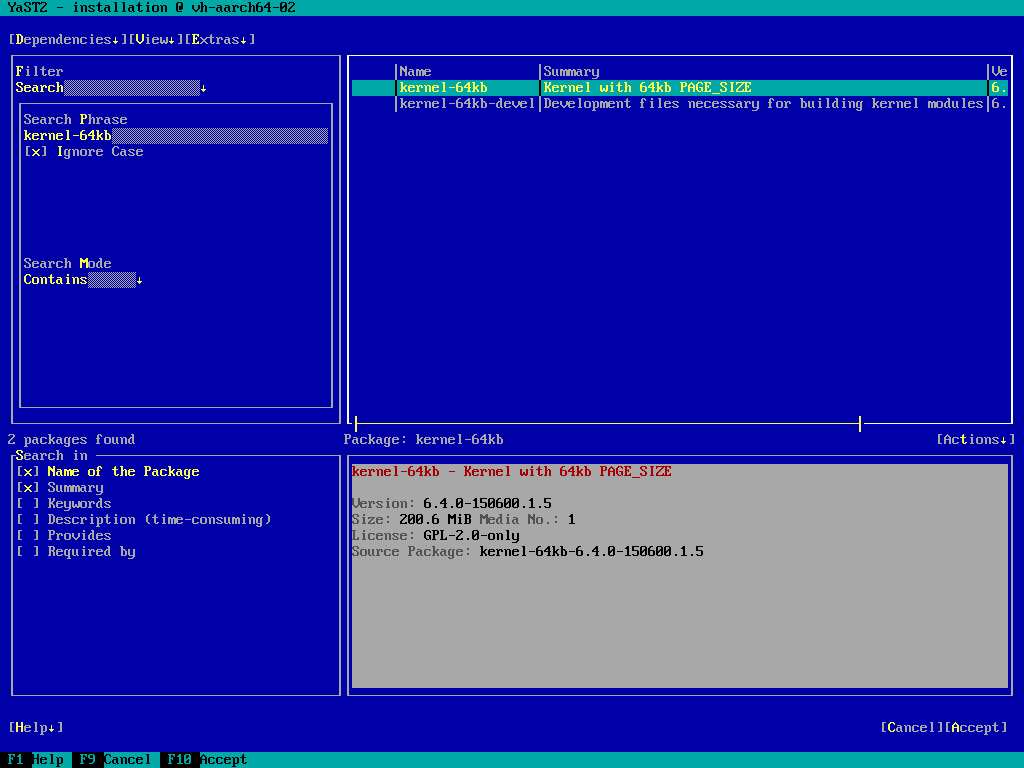 YaST2 - installation @ vh-aarch64-02
[Dependencies↓][View↓][Extras↓]
Filter
Search↓
Search Phrase
kernel-64kb
[x] Ignore Case
Search Mode
Contains↓
|Name |Summary |Ve
kernel-64kb |Kernel with 64kb PAGE_SIZE |6.
|kernel-64kb-devel|Development files necessary for building kernel modules|6.
2 packages found
Package: kernel-64kb
[Actions↓]
Search in
[x] Name of the Package
[x] Summary
[ ] Keywords
[ ] Description (time-consuming)
[ ] Provides
[ ] Required by
kernel-64kb - Kernel with 64kb PAGE_SIZE
Version: 6.4.0-150600.1.5
Size: 200.6 MiB Media No.: 1
License: GPL-2.0-only
Source Package: kernel-64kb-6.4.0-150600.1.5
[Help↓]
[Cancel][Accept]
F1 Help F9 Cancel F10 Accept